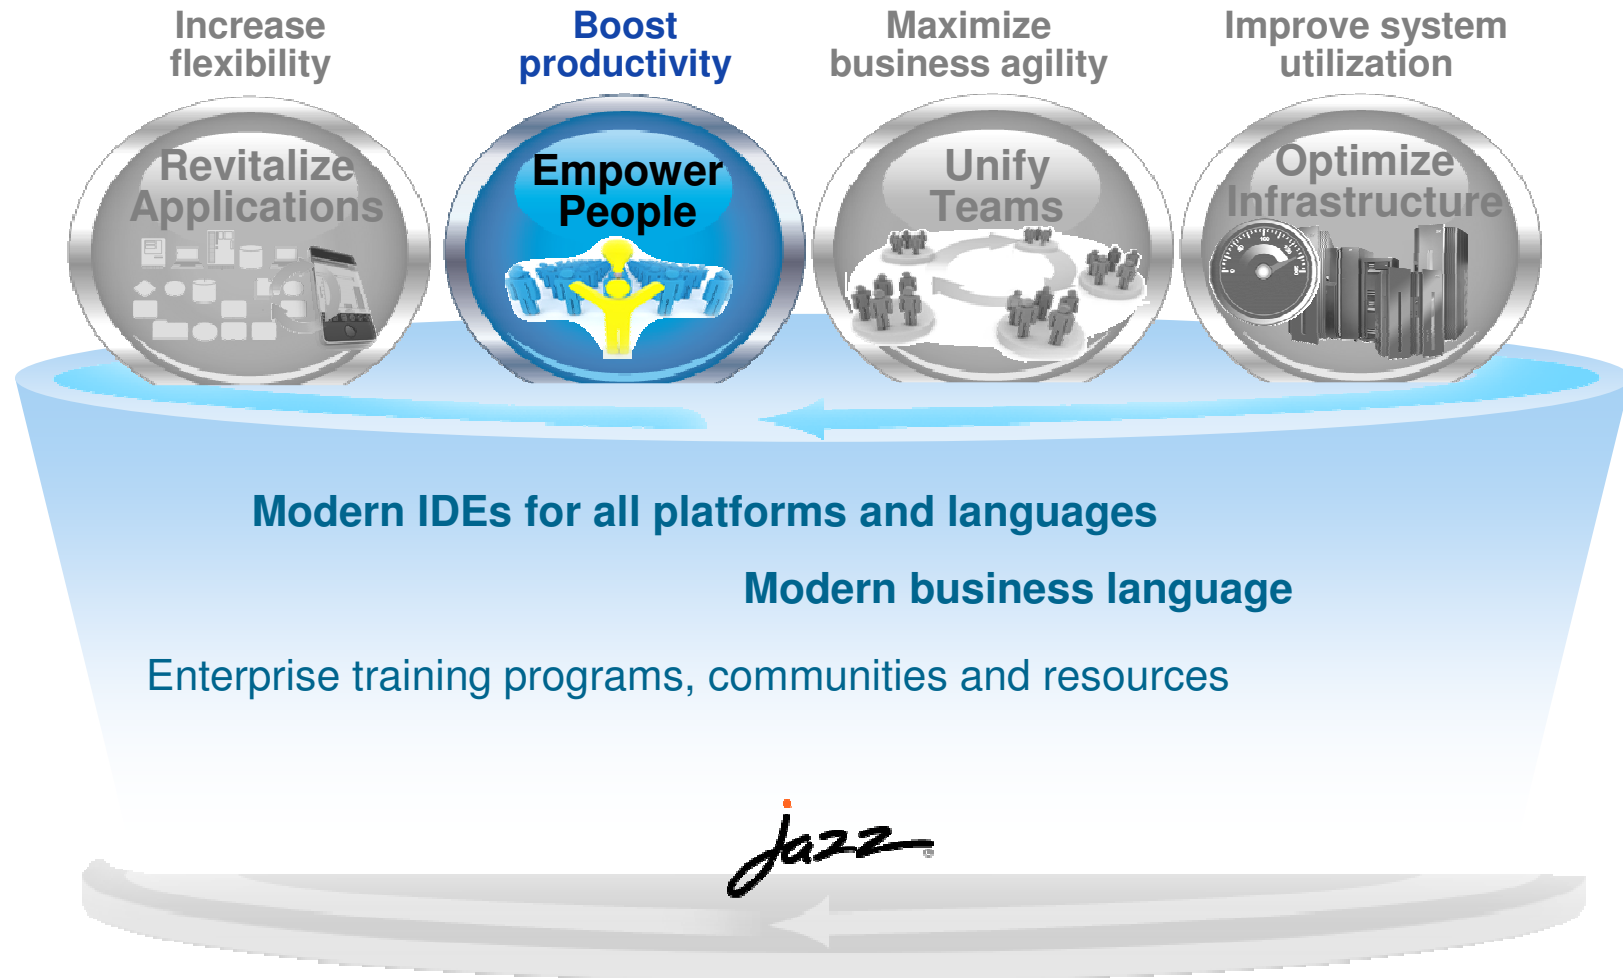 Increase
flexibility
Boost
productivity
Maximize
business agility
Improve system
utilization
Revitalize
Applications
Empower
People
Unify
Teams
Optimize
Infrastructure
Modern IDEs for all platforms and languages
Modern business language
Enterprise training programs, communities and resources
jazz